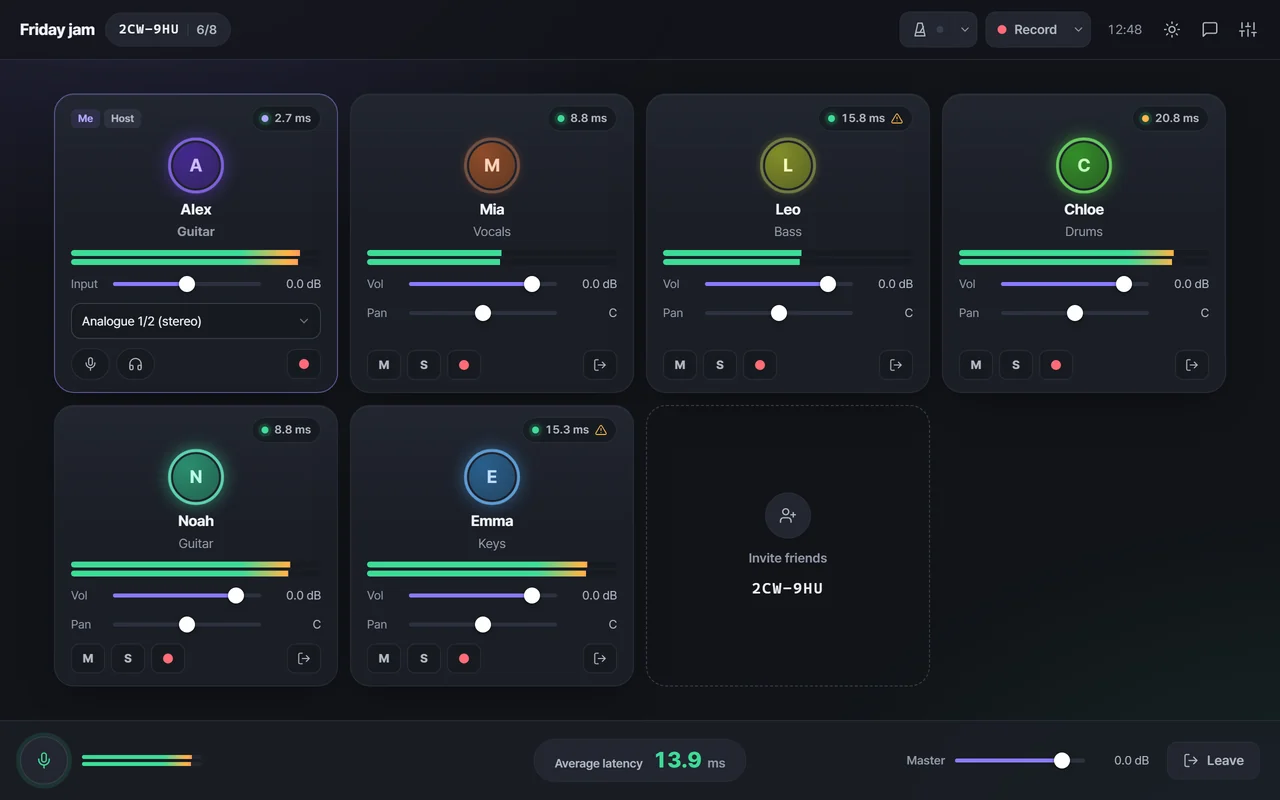 Friday jam 2CW-9HU 6/8 Record 12:48
Me Host 2.7 ms
A
Alex
Guitar
Input 0.0 dB
Analogue 1/2 (stereo)
8.8 ms
M
Mia
Vocals
Vol 0.0 dB
Pan C
M S
15.8 ms
L
Leo
Bass
Vol 0.0 dB
Pan C
M S
20.8 ms
C
Chloe
Drums
Vol 0.0 dB
Pan C
M S
8.8 ms
N
Noah
Guitar
Vol 0.0 dB
Pan C
M S
15.3 ms
E
Emma
Keys
Vol 0.0 dB
Pan C
M S
Invite friends
2CW-9HU
Average latency 13.9 ms
Master 0.0 dB Leave